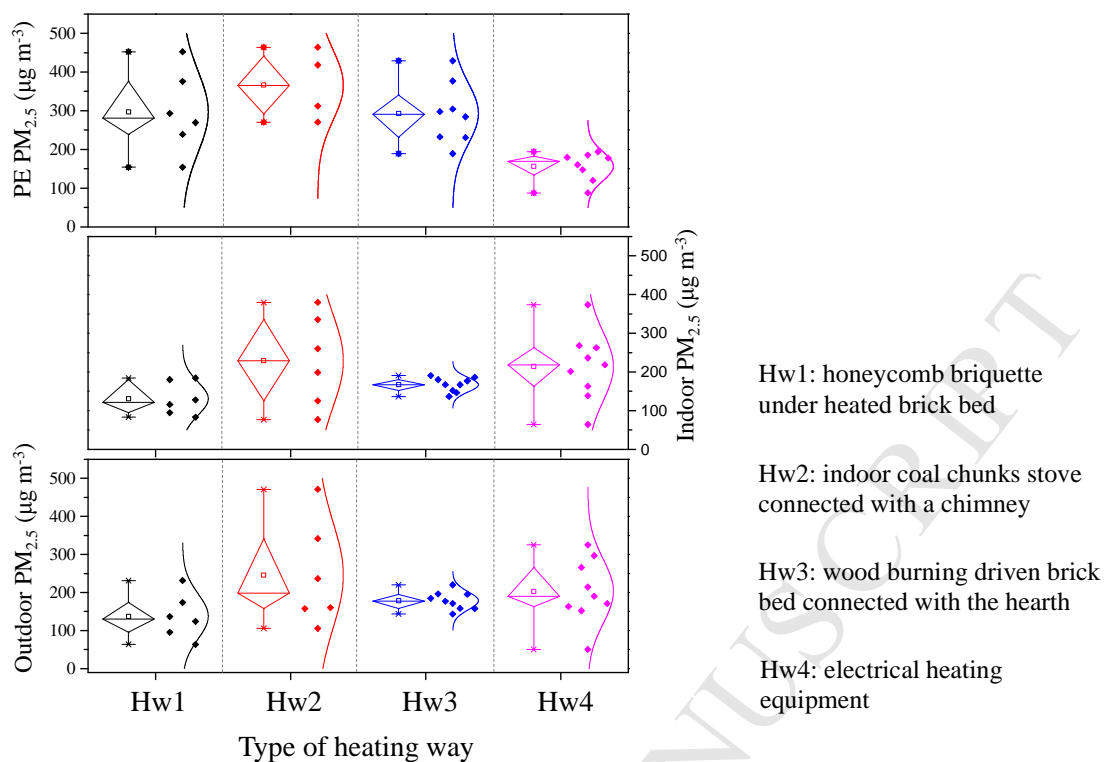 PE PM2.5 (µg m-3)
500
400
300
200
100
0
Indoor PM2.5 (µg m-3)
500
400
300
200
100
0
Outdoor PM2.5 (µg m-3)
500
400
300
200
100
0
Hw1 Hw2 Hw3 Hw4
Type of heating way
Hw1: honeycomb briquette
under heated brick bed
Hw2: indoor coal chunks stove
connected with a chimney
Hw3: wood burning driven brick
bed connected with the hearth
Hw4: electrical heating
equipment
NUSCRIPT